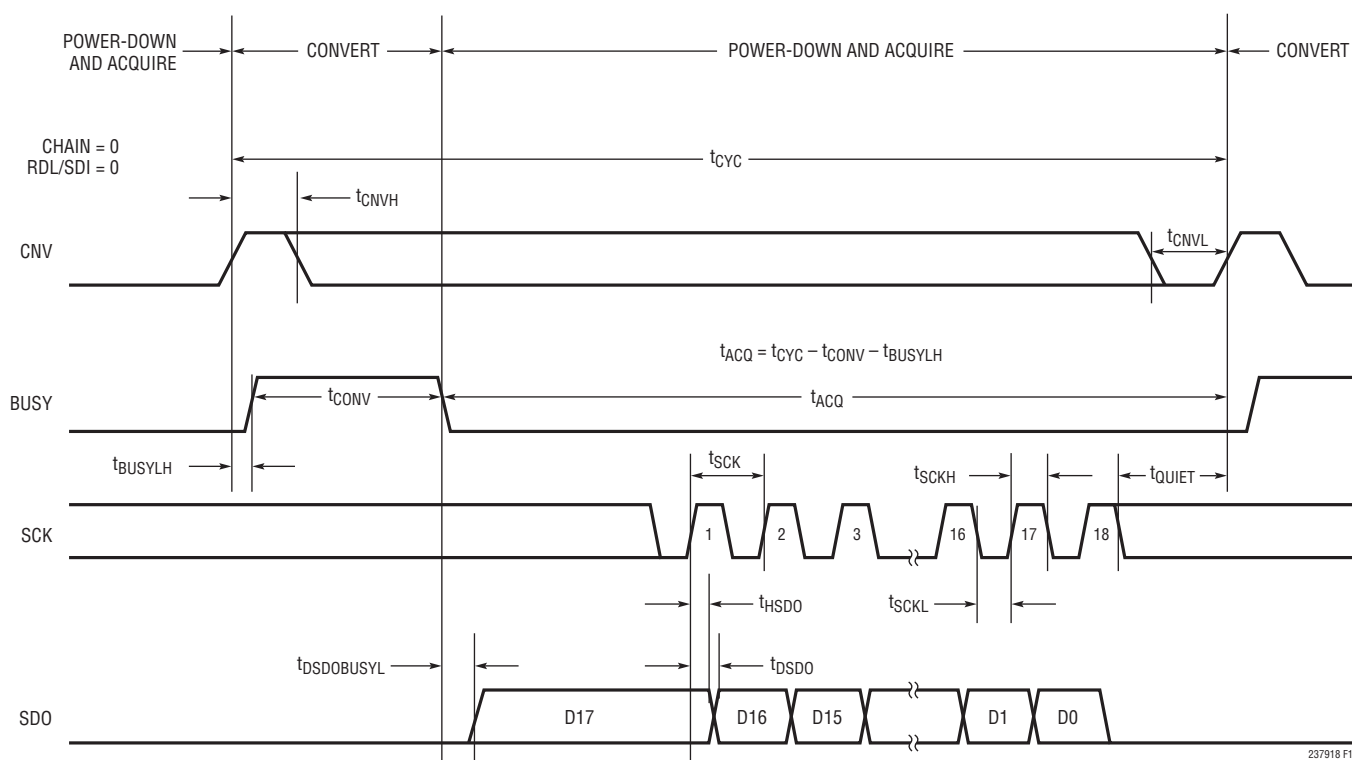 POWER-DOWN
AND ACQUIRE
CONVERT
POWER-DOWN AND ACQUIRE
CONVERT
CHAIN = 0
RDL/SDI = 0
tCYC
tCNVH
CNV
tCNVL
tACQ = tCYC – tCONV – tBUSYLH
BUSY
tCONV
tACQ
tBUSYLH
tSCK
tSCKH
tQUIET
SCK
1
2
3
16
17
18
tHSDO
tSCKL
tDSDOBUSYL
tDSDO
SDO
D17
D16
D15
D1
D0
237918 F1